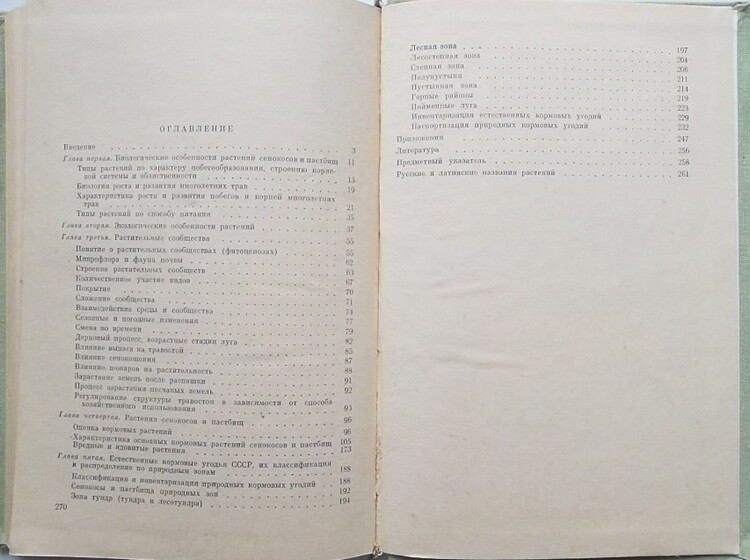 ОГЛАВЛЕНИЕ
Введение . . . 3
Глава первая. Биологические особенности растений сенокосов и пастбищ 11
Типы растений по характеру побегообразования, строению корне-
вой системы и облиственности . . . 13
Биология роста и развития многолетних трав . . . 19
Характеристика роста и развития побегов и корней многолетних
трав . . . 21
Типы растений по способу питания . . . 35
Глава вторая. Экологические особенности растений . . . 37
Глава третья. Растительные сообщества . . . 55
Понятие о растительных сообществах (фитоценозах) . . . 55
Микрофлора и фауна почвы . . . 62
Строение растительных сообществ . . . 63
Количественное участие видов . . . 67
Покрытие . . . 70
Сложение сообщества . . . 71
Взаимодействие среды и сообщества . . . 74
Сезонные и погодные изменения . . . 77
Смена во времени . . . 79
Дерновый процесс, возрастные стадии луга . . . 82
Влияние выпаса на травостой . . . 85
Влияние сенокошения . . . 87
Влияние пожаров на растительность . . . 88
Зарастание земель после распашки . . . 91
Процесс зарастания песчаных земель . . . 92
Регулирование структуры травостоя в зависимости от способа
хозяйственного использования . . . 93
Глава четвертая. Растения сенокосов и пастбищ . . . 96
Оценка кормовых растений . . . 96
Характеристика основных кормовых растений сенокосов и пастбищ 105
Вредные и ядовитые растения . . . 173
Глава пятая. Естественные кормовые угодья СССР, их классификация
и распределение по природным зонам . . . 188
Классификация и инвентаризация природных кормовых угодий . . 188
Сенокосы и пастбища природных зон . . . 192
Зона тундр (тундра и лесотундра) . . . 194
270
Лесная зона . . . 197
Лесостепная зона . . . 204
Степная зона . . . 206
Полупустыня . . . 211
Пустынная зона . . . 214
Горные районы . . . 219
Пойменные луга . . . 223
Инвентаризация естественных кормовых угодий . . . 229
Паспортизация природных кормовых угодий . . . 232
Приложения . . . 247
Литература . . . 256
Предметный указатель . . . 258
Русские и латинские названия растений . . . 261